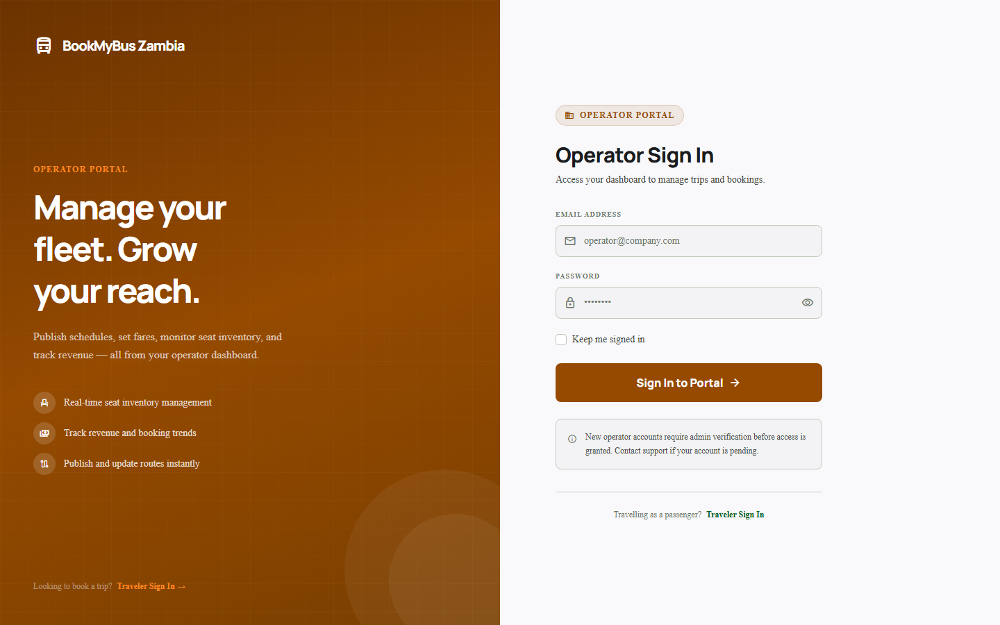 BookMyBus Zambia
OPERATOR PORTAL
Manage your
fleet. Grow
your reach.
Publish schedules, set fares, monitor seat inventory, and
track revenue — all from your operator dashboard.
Real-time seat inventory management
Track revenue and booking trends
Publish and update routes instantly
Looking to book a trip? Traveler Sign In →
OPERATOR PORTAL
Operator Sign In
Access your dashboard to manage trips and bookings.
EMAIL ADDRESS
operator@company.com
PASSWORD
••••••••
Keep me signed in
Sign In to Portal →
New operator accounts require admin verification before access is
granted. Contact support if your account is pending.
Travelling as a passenger? Traveler Sign In